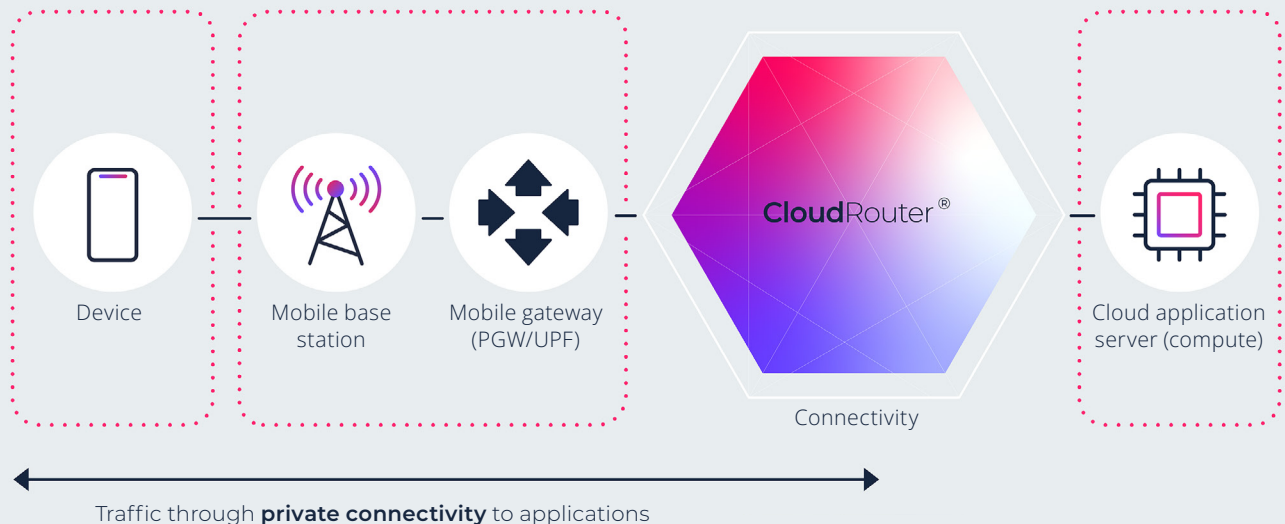 CloudRouter®
Device
Mobile base
station
Mobile gateway
(PGW/UPF)
Cloud application
server (compute)
Connectivity
Traffic through private connectivity to applications